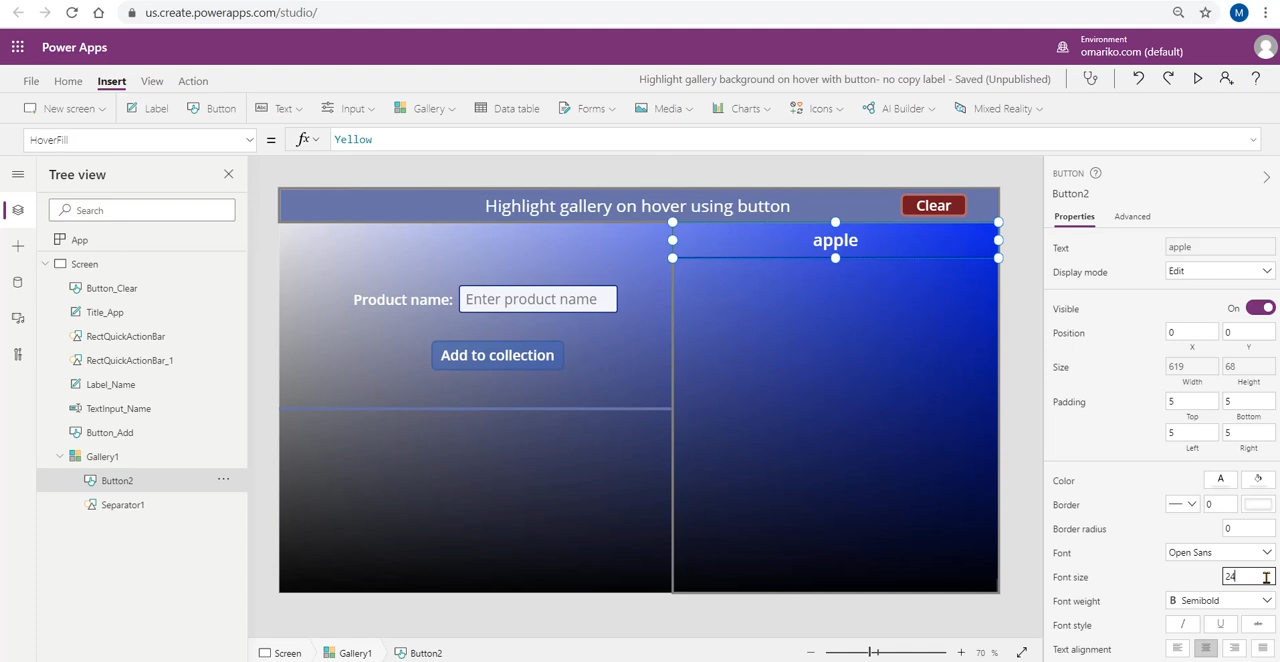 us.create.powerapps.com/studio/
M
Power Apps
Environment
omariko.com (default)
File Home Insert View Action
Highlight gallery background on hover with button- no copy label - Saved (Unpublished)
New screen Label Button Text Input Gallery Data table Forms Media Charts Icons AI Builder Mixed Reality
HoverFill = fx Yellow
Tree view
Search
App
Screen
Button_Clear
Title_App
RectQuickActionBar
RectQuickActionBar_1
Label_Name
TextInput_Name
Button_Add
Gallery1
Button2 ...
Separator1
Highlight gallery on hover using button
Clear
apple
Product name: Enter product name
Add to collection
Screen Gallery1 Button2
70 %
BUTTON
Button2
Properties Advanced
Text apple
Display mode Edit
Visible On
Position 0 0
X Y
Size 619 68
Width Height
Padding 5 5
Top Bottom
5 5
Left Right
Color A
Border 0
Border radius 0
Font Open Sans
Font size 24
Font weight B Semibold
Font style / U abc
Text alignment